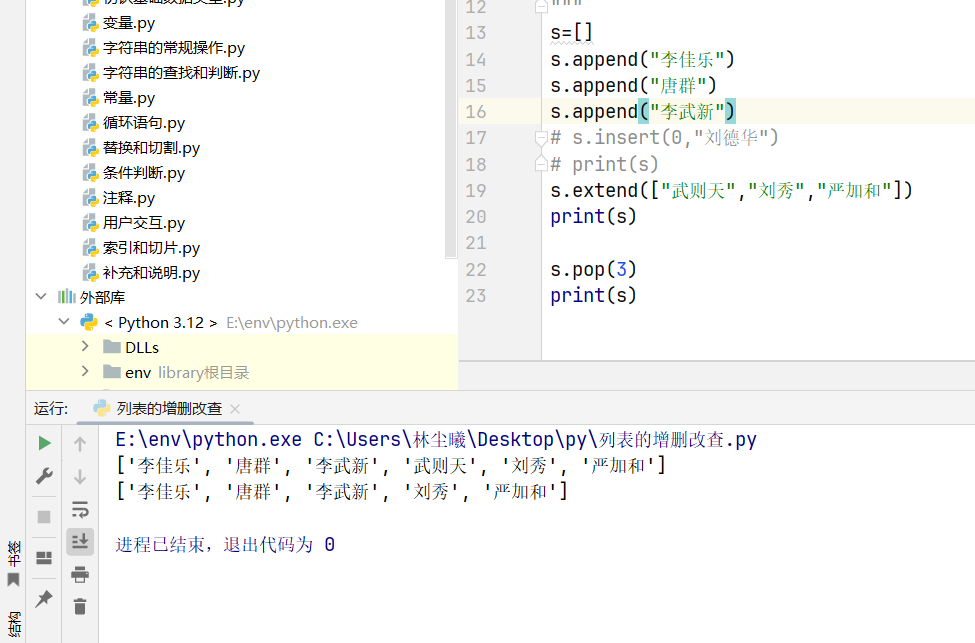 变量.py
字符串的常规操作.py
字符串的查找和判断.py
常量.py
循环语句.py
替换和切割.py
条件判断.py
注释.py
用户交互.py
索引和切片.py
补充和说明.py
外部库
< Python 3.12 > E:\env\python.exe
DLLs
env library根目录
12 """
13 s=[]
14 s.append("李佳乐")
15 s.append("唐群")
16 s.append("李武新")
17 # s.insert(0,"刘德华")
18 # print(s)
19 s.extend(["武则天","刘秀","严加和"])
20 print(s)
21
22 s.pop(3)
23 print(s)
运行: 列表的增删改查
E:\env\python.exe C:\Users\林尘曦\Desktop\py\列表的增删改查.py
['李佳乐', '唐群', '李武新', '武则天', '刘秀', '严加和']
['李佳乐', '唐群', '李武新', '刘秀', '严加和']
进程已结束，退出代码为 0
书签
结构